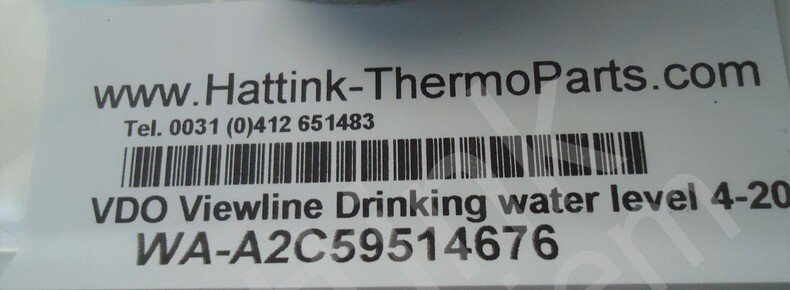 www.Hattink-ThermoParts.com
Tel. 0031 (0)412 651483
VDO Viewline Drinking water level 4-20
WA-A2C59514676